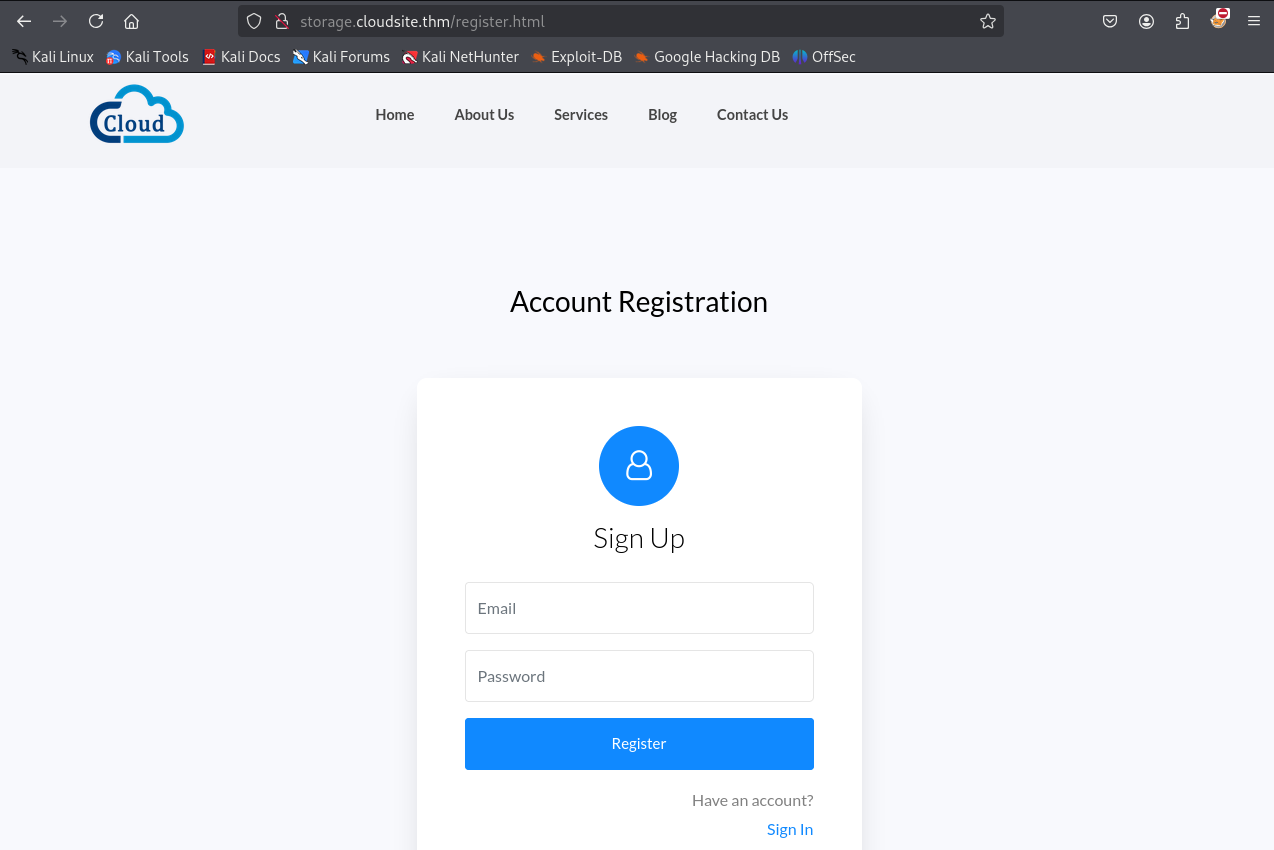 storage.cloudsite.thm/register.html
Kali Linux Kali Tools Kali Docs Kali Forums Kali NetHunter Exploit-DB Google Hacking DB OffSec
Cloud Home About Us Services Blog Contact Us
Account Registration
Sign Up
Email
Password
Register
Have an account?
Sign In